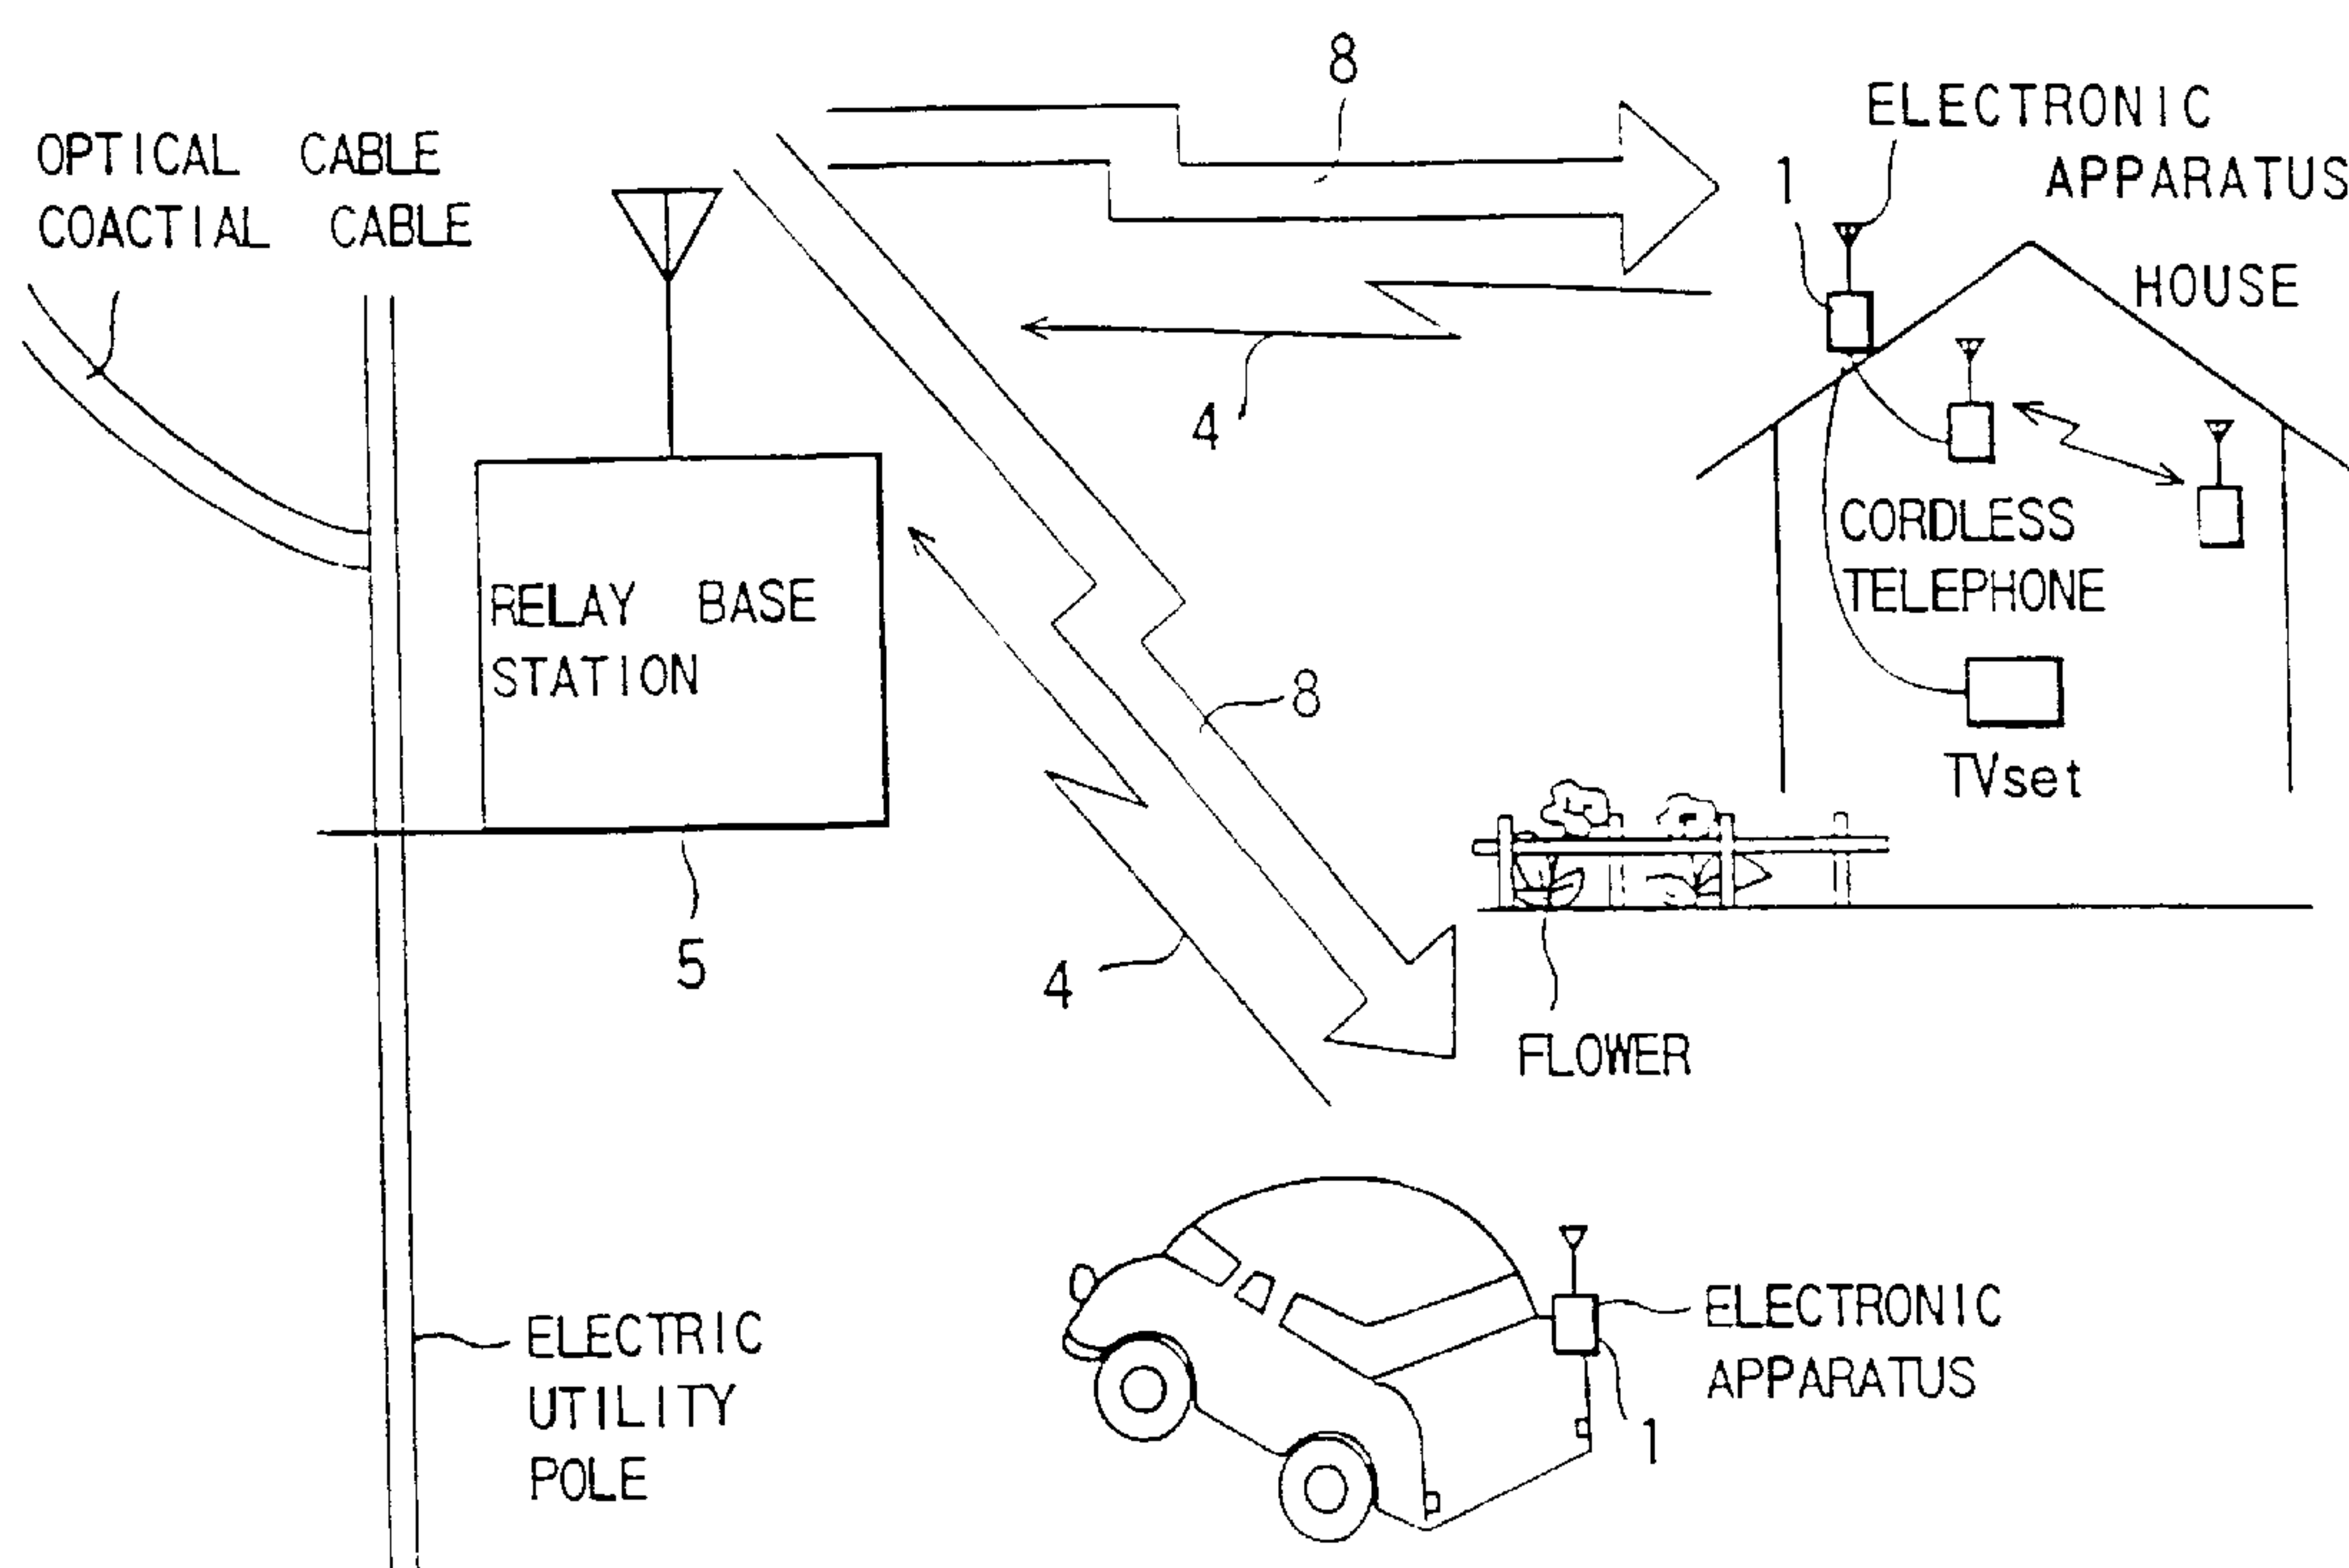 OPTICAL CABLE
COACTIAL CABLE
8
ELECTRONIC
APPARATUS
1
HOUSE
4
CORDLESS
TELEPHONE
RELAY BASE
STATION
8
TVset
5
4
FLOWER
ELECTRIC
UTILITY
POLE
ELECTRONIC
APPARATUS
1